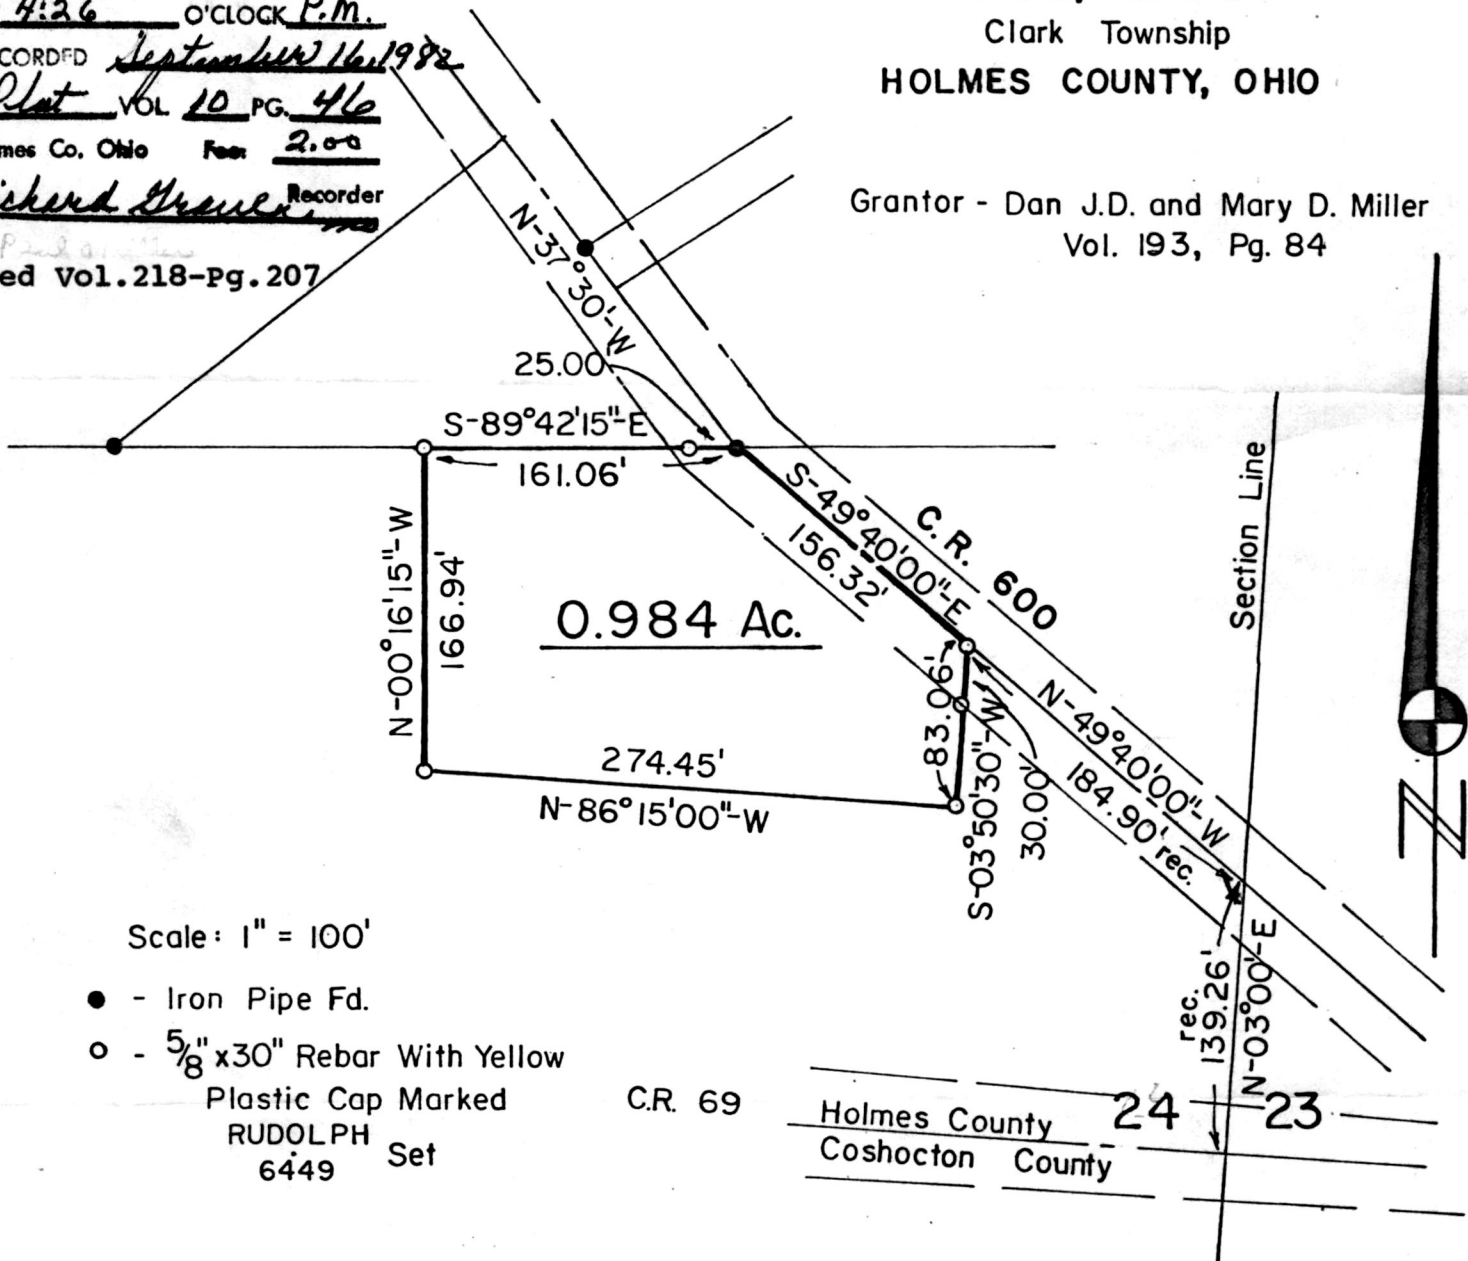 4:26 O'CLOCK P.M.
CORDED September 16, 1982
Plat VOL 10 PG. 46
mes Co. Ohio Fee: 2.00
Recorder
ed Vol.218-Pg.207
Clark Township
HOLMES COUNTY, OHIO
Grantor - Dan J.D. and Mary D. Miller
Vol. 193, Pg. 84
N-37°30'-W
25.00
S-89°42'15"-E
161.06'
S-49°40'00"-E
156.32'
C.R. 600
Section Line
N-00°16'15"-W
166.94'
0.984 Ac.
83.06'
S-03°50'30"-W
30.00'
N-49°40'00"-W
184.90' rec.
274.45'
N-86°15'00"-W
N
rec.
139.26'
N-03°00'-E
Scale: 1" = 100'
- Iron Pipe Fd.
- 5/8"x30" Rebar With Yellow
Plastic Cap Marked
RUDOLPH
6449 Set
C.R. 69
Holmes County
Coshocton County
24 23